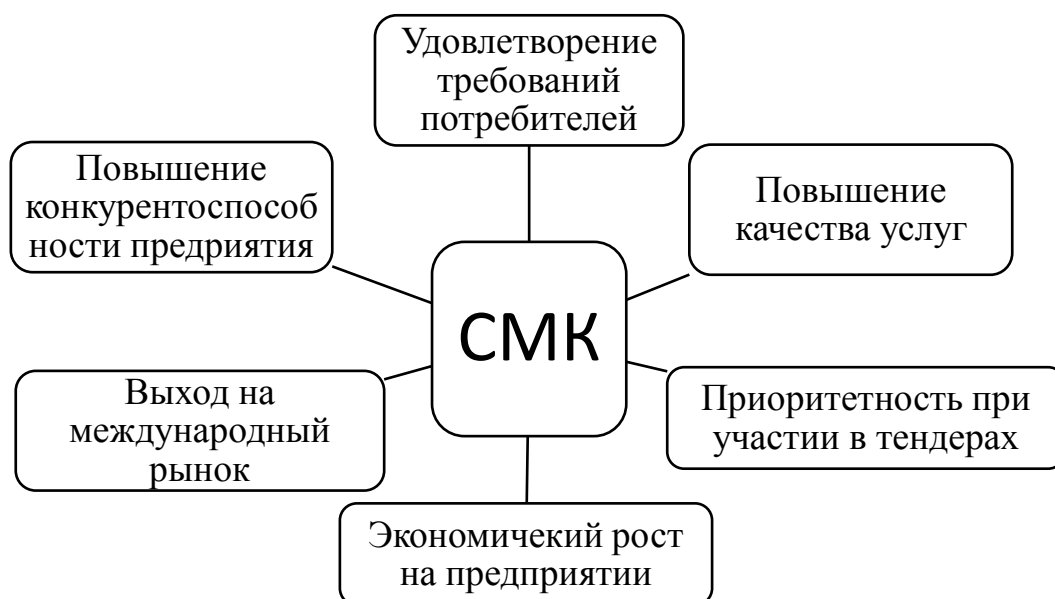 Удовлетворение
требований
потребителей
Повышение
конкурентоспособ
ности предриятия
Повышение
качества услуг
СМК
Выход на
международный
рынок
Приоритетность при
участии в тендерах
Экономичекий рост
на предприятии